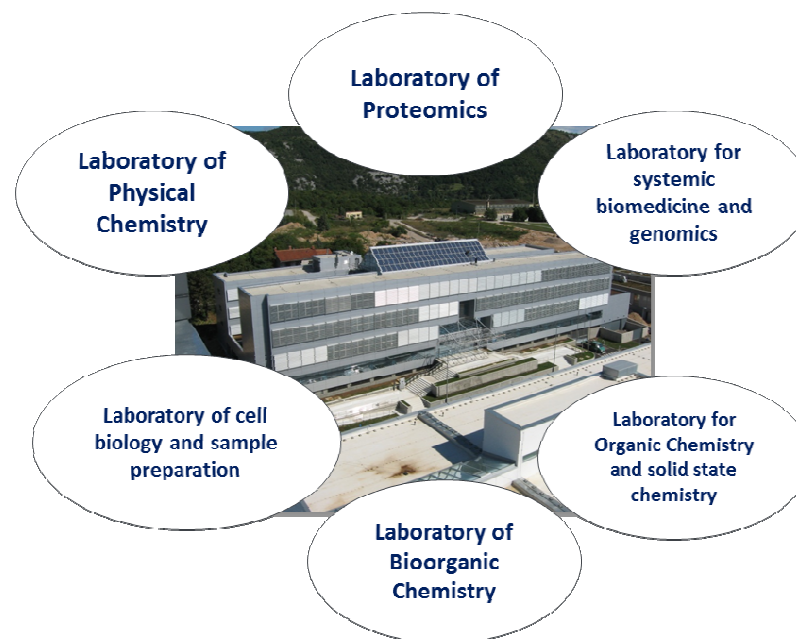 Laboratory of
Proteomics
Laboratory of
Physical
Chemistry
Laboratory for
systemic
biomedicine and
genomics
Laboratory of cell
biology and sample
preparation
Laboratory for
Organic Chemistry
and solid state
chemistry
Laboratory of
Bioorganic
Chemistry